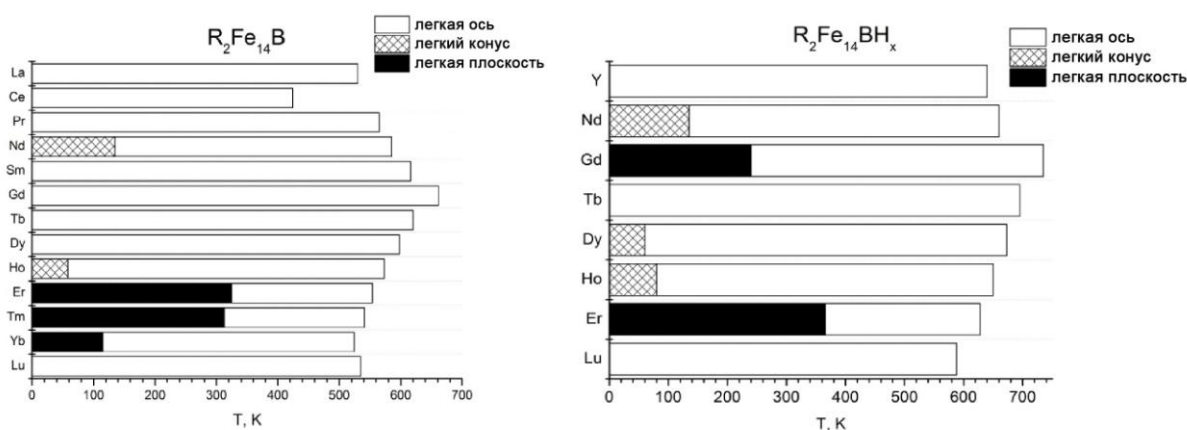 R₂Fe₁₄B
легкая ось
легкий конус
легкая плоскость
La
Ce
Pr
Nd
Sm
Gd
Tb
Dy
Ho
Er
Tm
Yb
Lu
0 100 200 300 400 500 600 700
T, K
R₂Fe₁₄BHₓ
легкая ось
легкий конус
легкая плоскость
Y
Nd
Gd
Tb
Dy
Ho
Er
Lu
0 100 200 300 400 500 600 700
T, K